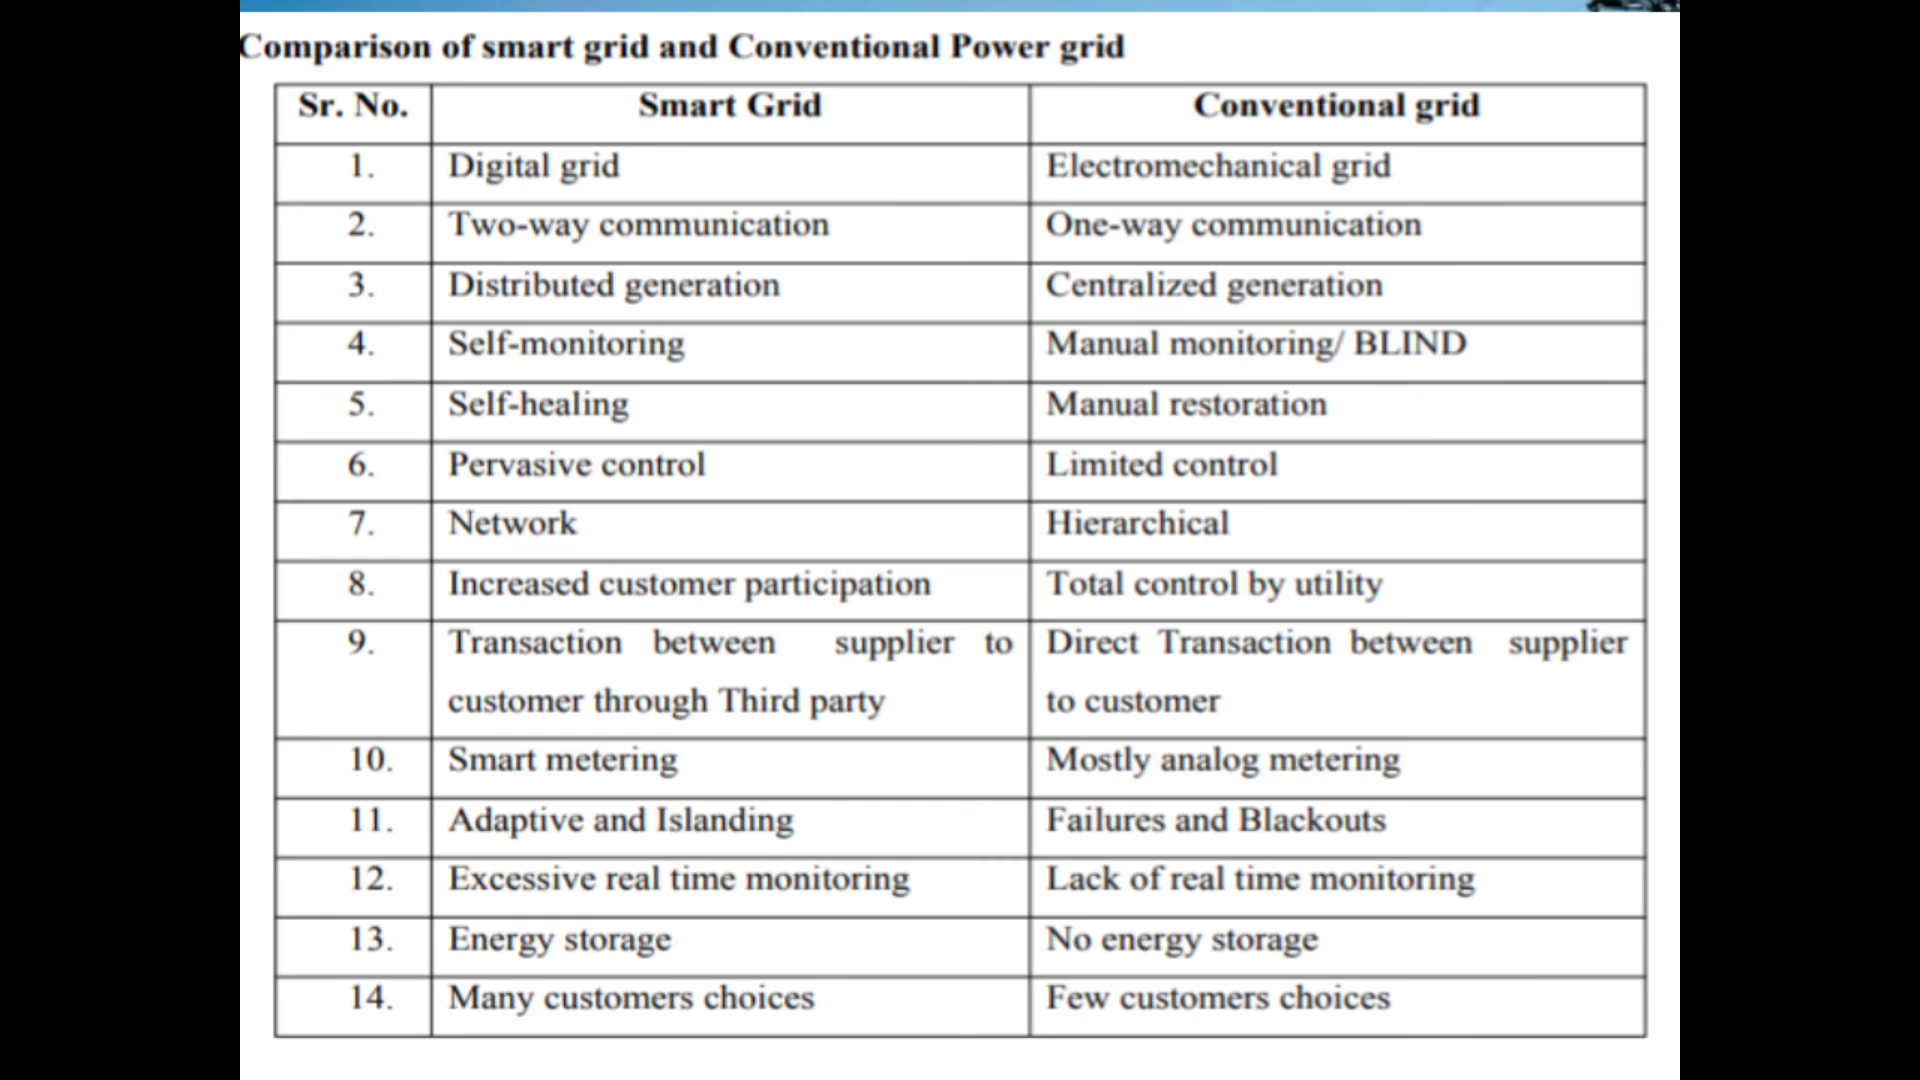 Comparison of smart grid and Conventional Power grid
Sr. No. Smart Grid Conventional grid
1. Digital grid Electromechanical grid
2. Two-way communication One-way communication
3. Distributed generation Centralized generation
4. Self-monitoring Manual monitoring/ BLIND
5. Self-healing Manual restoration
6. Pervasive control Limited control
7. Network Hierarchical
8. Increased customer participation Total control by utility
9. Transaction between supplier to Direct Transaction between supplier
customer through Third party to customer
10. Smart metering Mostly analog metering
11. Adaptive and Islanding Failures and Blackouts
12. Excessive real time monitoring Lack of real time monitoring
13. Energy storage No energy storage
14. Many customers choices Few customers choices